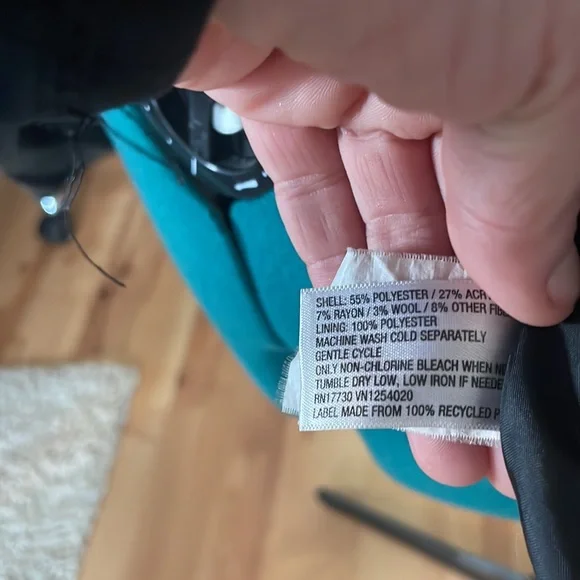 SHELL: 55% POLYESTER / 27% ACR
7% RAYON / 3% WOOL / 8% OTHER FIB
LINING: 100% POLYESTER
MACHINE WASH COLD SEPARATELY
GENTLE CYCLE
ONLY NON-CHLORINE BLEACH WHEN NE
TUMBLE DRY LOW, LOW IRON IF NEEDE
RN17730 VN1254020
LABEL MADE FROM 100% RECYCLED P